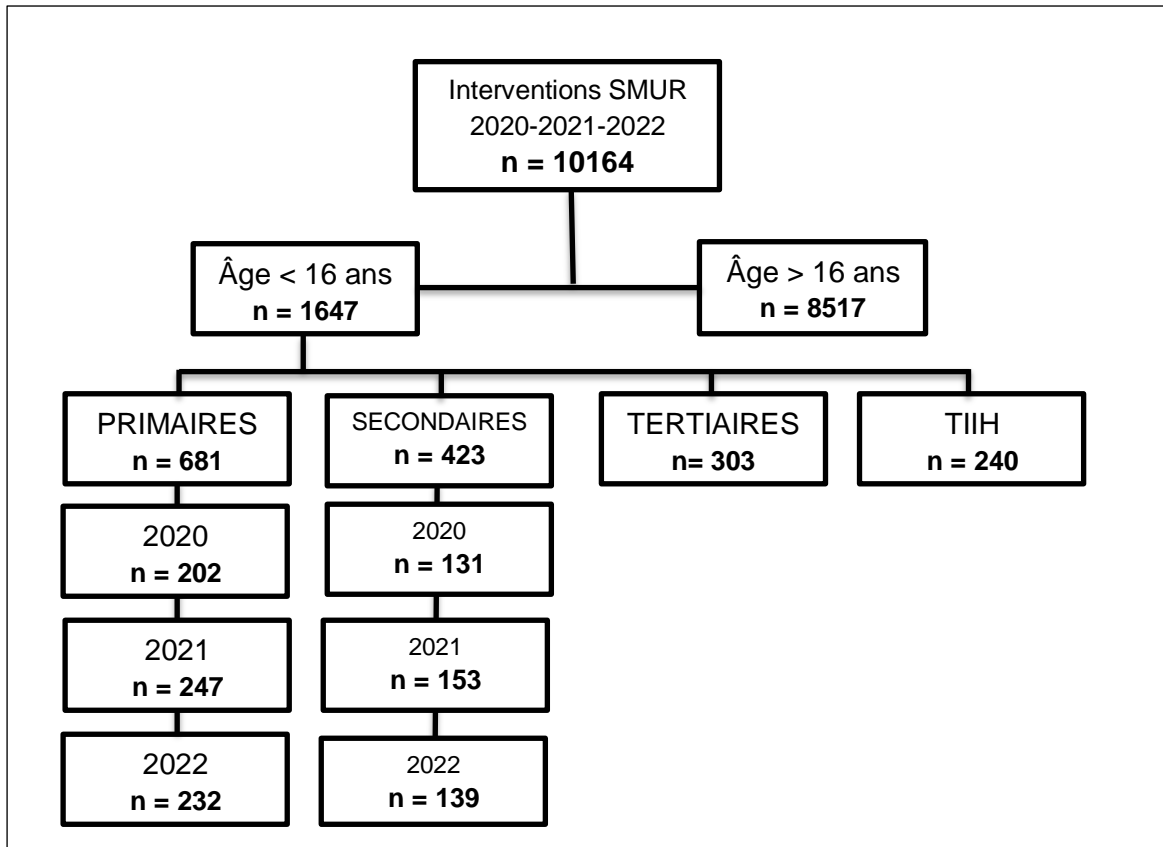 Interventions SMUR
2020-2021-2022
n = 10164
Âge < 16 ans
n = 1647
Âge > 16 ans
n = 8517
PRIMAIRES
n = 681
SECONDAIRES
n = 423
TERTIAIRES
n= 303
TIIH
n = 240
2020
n = 202
2020
n = 131
2021
n = 247
2021
n = 153
2022
n = 232
2022
n = 139